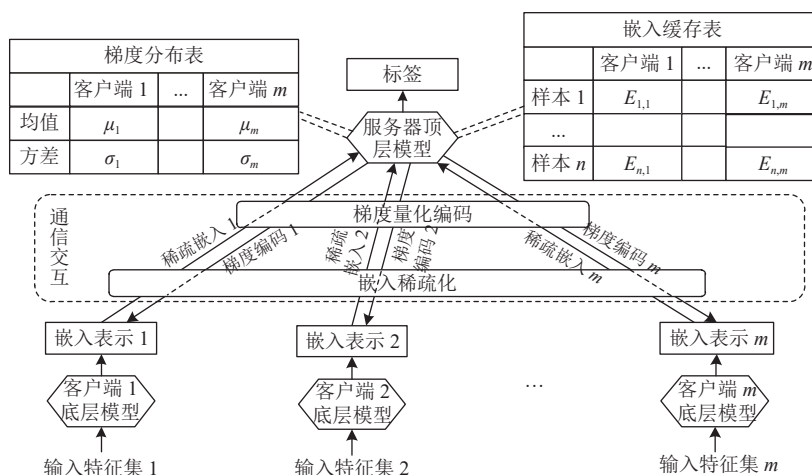 梯度分布表
客户端 1 ... 客户端 m
均值 μ1 μm
方差 σ1 σm
标签
服务器顶
层模型
嵌入缓存表
客户端 1 ... 客户端 m
样本 1 E1,1 E1,m
...
样本 n En,1 En,m
通信交互
梯度量化编码
稀疏嵌入 1
梯度编码 1
稀疏
嵌入 2
梯度
编码 2
稀疏嵌入 m
梯度编码 m
嵌入稀疏化
嵌入表示 1
嵌入表示 2
嵌入表示 m
客户端 1
底层模型
客户端 2
底层模型
...
客户端 m
底层模型
输入特征集 1
输入特征集 2
输入特征集 m